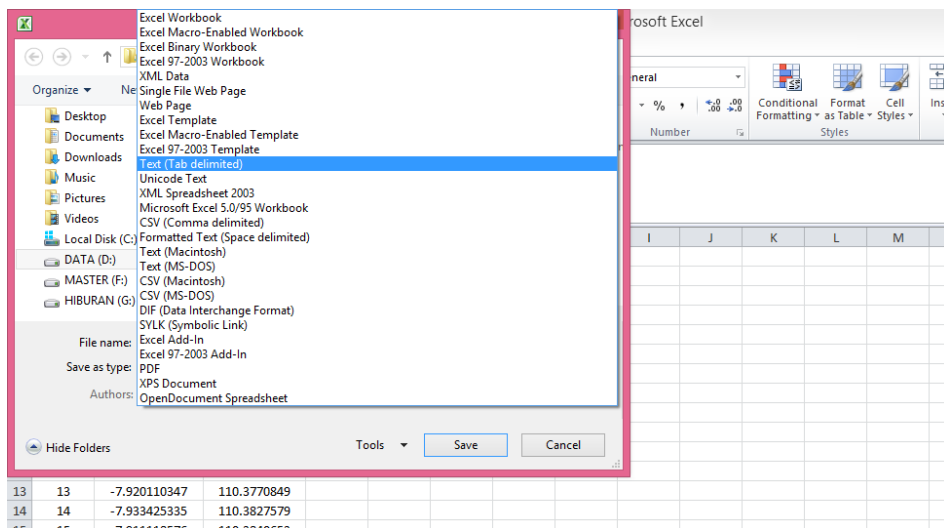 rosoft Excel
Excel Workbook
Excel Macro-Enabled Workbook
Excel Binary Workbook
Excel 97-2003 Workbook
XML Data
Single File Web Page
Web Page
Excel Template
Excel Macro-Enabled Template
Excel 97-2003 Template
Text (Tab delimited)
Unicode Text
XML Spreadsheet 2003
Microsoft Excel 5.0/95 Workbook
CSV (Comma delimited)
Formatted Text (Space delimited)
Text (Macintosh)
Text (MS-DOS)
CSV (Macintosh)
CSV (MS-DOS)
DIF (Data Interchange Format)
SYLK (Symbolic Link)
Excel Add-In
Excel 97-2003 Add-In
PDF
XPS Document
OpenDocument Spreadsheet
Organize
Ne
Desktop
Documents
Downloads
Music
Pictures
Videos
Local Disk (C:)
DATA (D:)
MASTER (F:)
HIBURAN (G:)
File name:
Save as type:
Authors:
Hide Folders
Tools
Save
Cancel
neral
% , .0 .00 .00 .0
Number
Conditional Formatting
Format as Table
Cell Styles
Ins
Styles
I J K L M
13 13 -7.920110347 110.3770849
14 14 -7.933425335 110.3827579